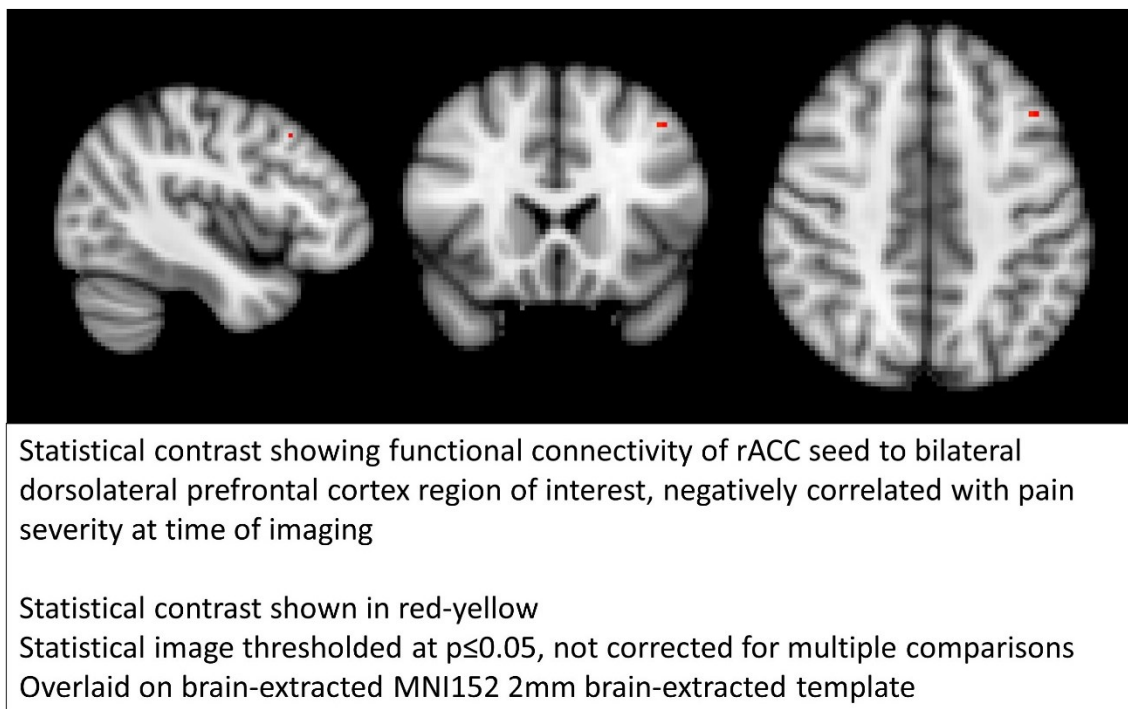 Statistical contrast showing functional connectivity of rACC seed to bilateral
dorsolateral prefrontal cortex region of interest, negatively correlated with pain
severity at time of imaging
Statistical contrast shown in red-yellow
Statistical image thresholded at p≤0.05, not corrected for multiple comparisons
Overlaid on brain-extracted MNI152 2mm brain-extracted template